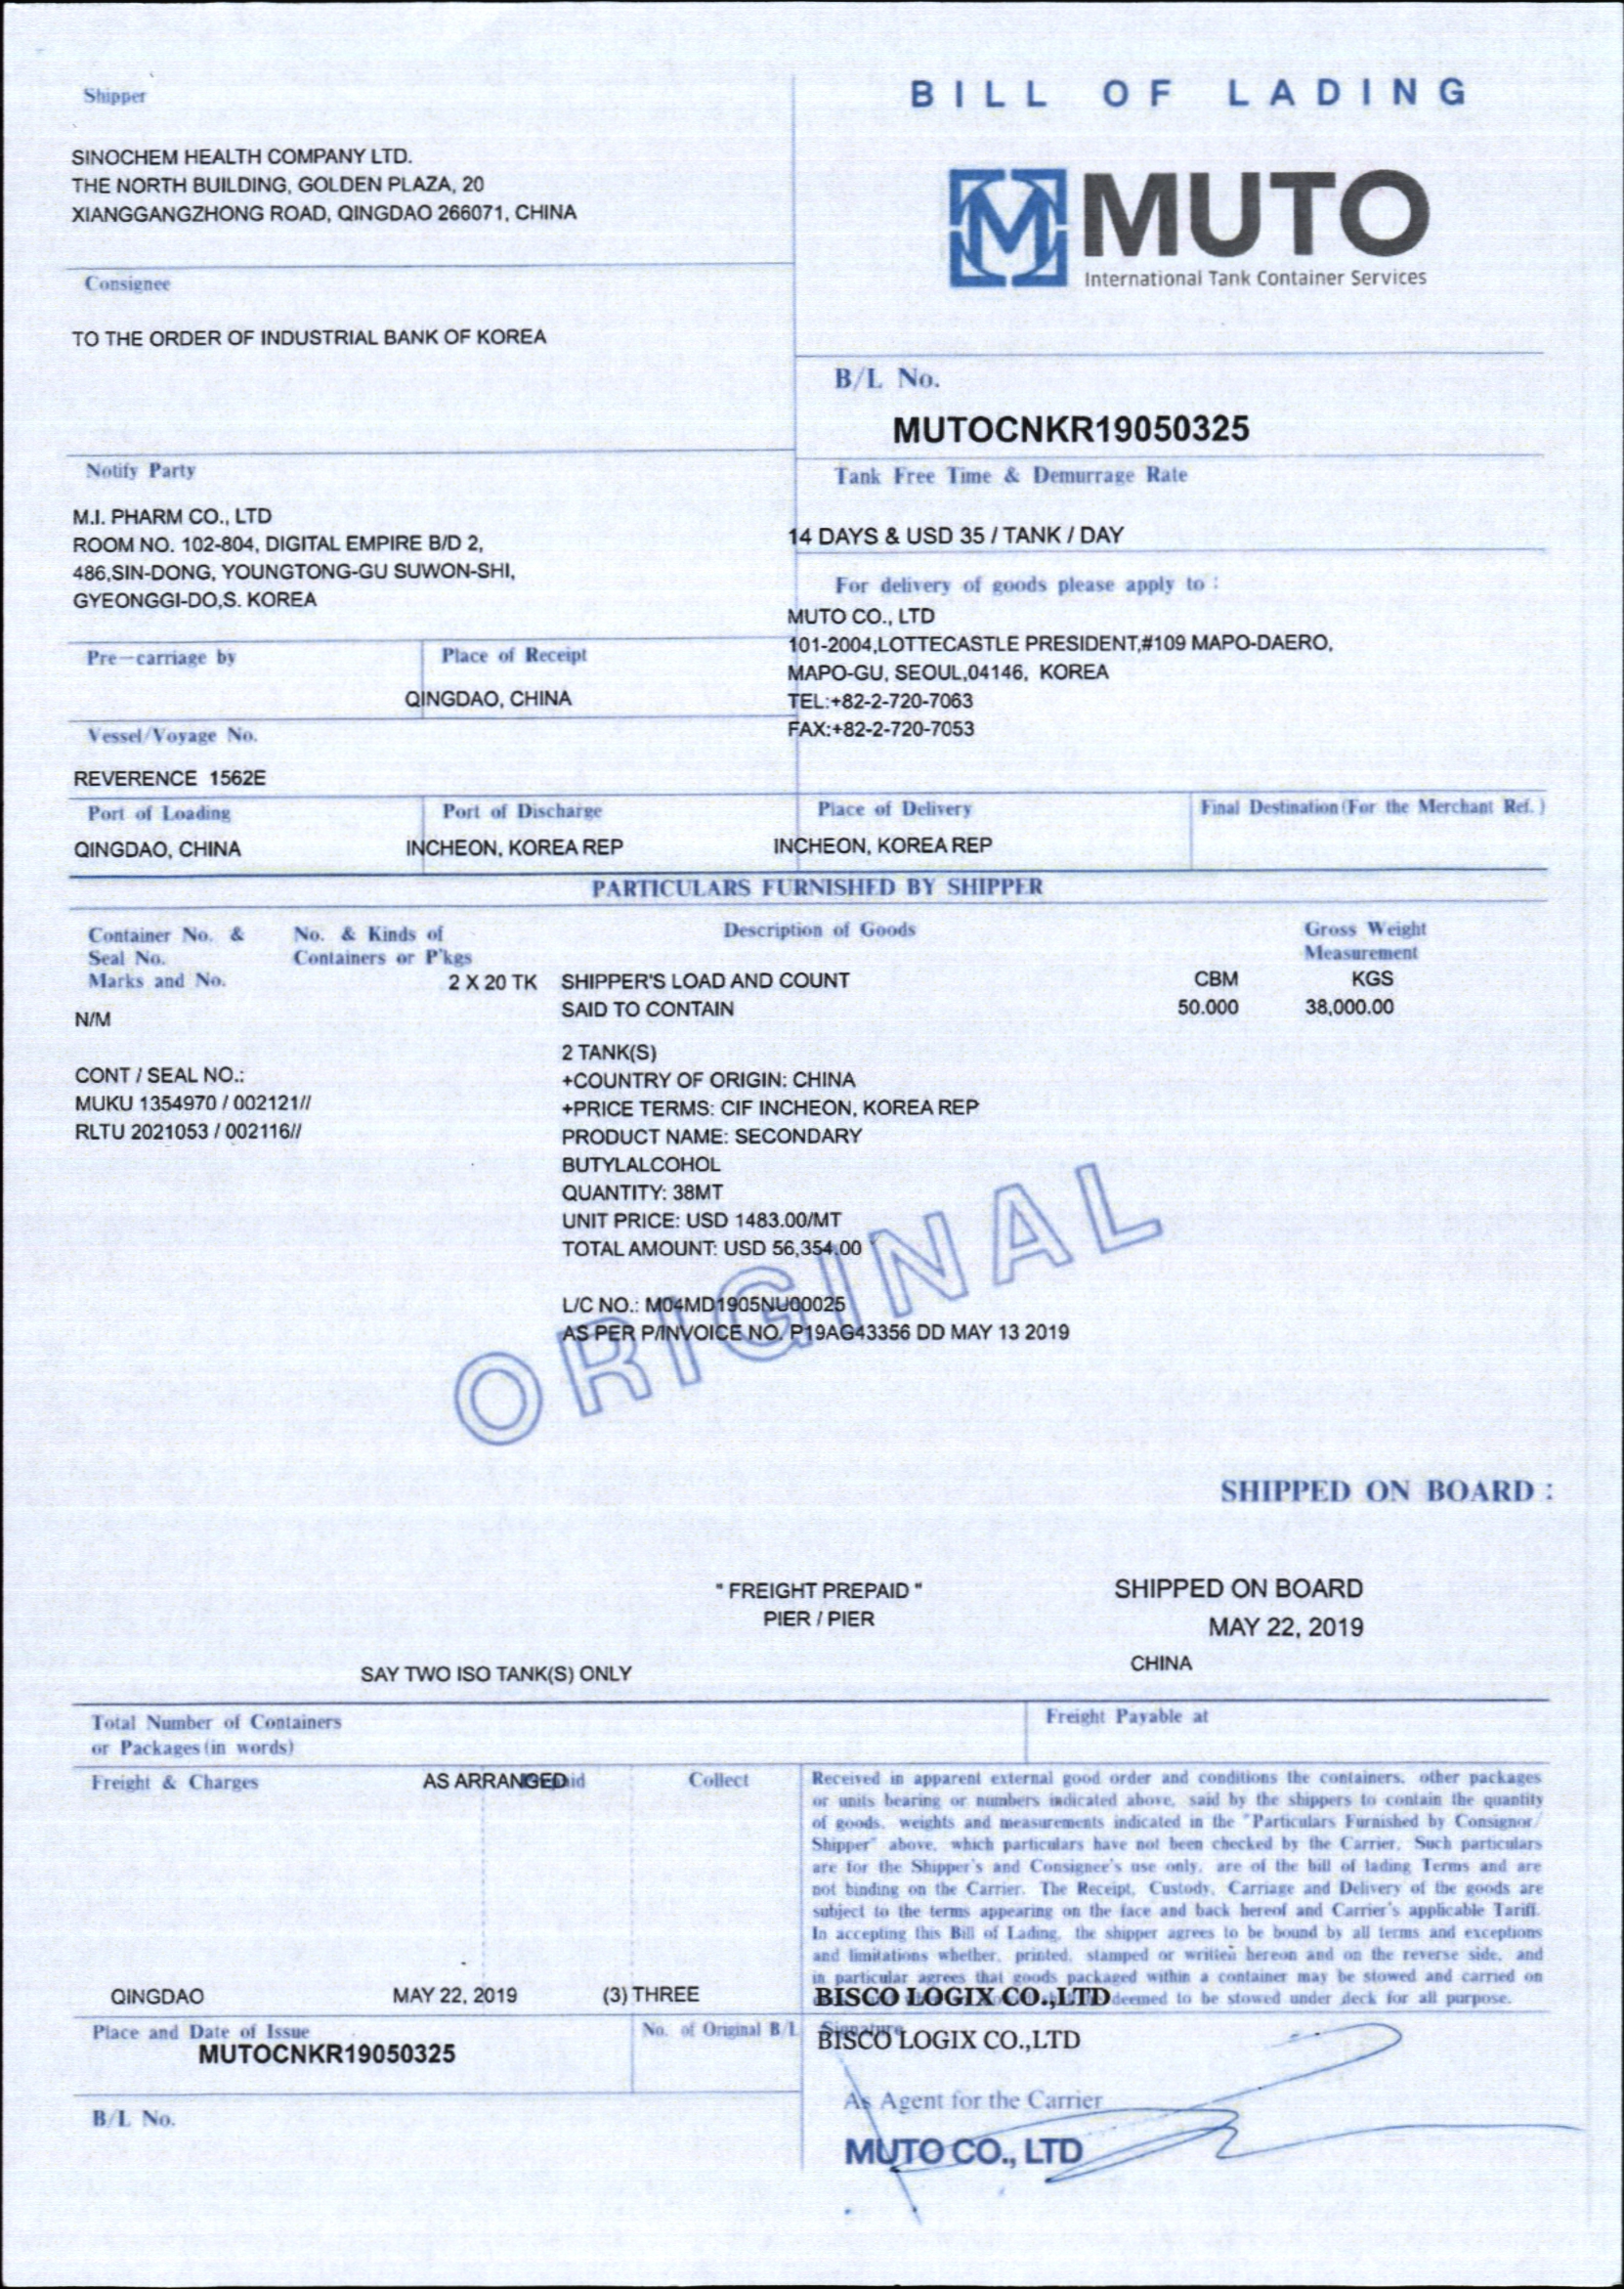 BILL OF LADING
Shipper
SINOCHEM HEALTH COMPANY LTD.
THE NORTH BUILDING, GOLDEN PLAZA, 20
XIANGGANGZHONG ROAD, QINGDAO 266071, CHINA
MUTO
International Tank Container Services
Consignee
TO THE ORDER OF INDUSTRIAL BANK OF KOREA
B/L No.
MUTOCNKR19050325
Notify Party
M.I. PHARM CO., LTD
ROOM NO. 102-804, DIGITAL EMPIRE B/D 2,
486,SIN-DONG, YOUNGTONG-GU SUWON-SHI,
GYEONGGI-DO,S. KOREA
Tank Free Time & Demurrage Rate
14 DAYS & USD 35 / TANK / DAY
For delivery of goods please apply to :
MUTO CO., LTD
101-2004,LOTTECASTLE PRESIDENT,#109 MAPO-DAERO,
MAPO-GU, SEOUL,04146, KOREA
TEL:+82-2-720-7063
FAX:+82-2-720-7053
Pre-carriage by
Place of Receipt
QINGDAO, CHINA
Vessel/Voyage No.
REVERENCE 1562E
Port of Loading
Port of Discharge
Place of Delivery
Final Destination(For the Merchant Ref.)
QINGDAO, CHINA
INCHEON, KOREA REP
INCHEON, KOREA REP
PARTICULARS FURNISHED BY SHIPPER
Container No. &
Seal No.
Marks and No.
No. & Kinds of
Containers or P'kgs
Description of Goods
Gross Weight
Measurement
2 X 20 TK
SHIPPER'S LOAD AND COUNT
CBM
KGS
N/M
SAID TO CONTAIN
50.000
38,000.00
CONT / SEAL NO.:
MUKU 1354970 / 002121//
RLTU 2021053 / 002116//
2 TANK(S)
+COUNTRY OF ORIGIN: CHINA
+PRICE TERMS: CIF INCHEON, KOREA REP
PRODUCT NAME: SECONDARY
BUTYLALCOHOL
QUANTITY: 38MT
UNIT PRICE: USD 1483.00/MT
TOTAL AMOUNT: USD 56,354.00
L/C NO.: M04MD1905NU00025
AS PER P/INVOICE NO. P19AG43356 DD MAY 13 2019
ORIGINAL
SHIPPED ON BOARD :
" FREIGHT PREPAID "
PIER / PIER
SHIPPED ON BOARD
MAY 22, 2019
CHINA
SAY TWO ISO TANK(S) ONLY
Total Number of Containers
or Packages(in words)
Freight Payable at
Freight & Charges
AS ARRANGED
Collect
Received in apparent external good order and conditions the containers, other packages
or units bearing or numbers indicated above, said by the shippers to contain the quantity
of goods, weights and measurements indicated in the "Particulars Furnished by Consignor/
Shipper" above, which particulars have not been checked by the Carrier. Such particulars
are for the Shipper's and Consignee's use only, are of the bill of lading Terms and are
not binding on the Carrier. The Receipt, Custody, Carriage and Delivery of the goods are
subject to the terms appearing on the face and back hereof and Carrier's applicable Tariff.
In accepting this Bill of Lading, the shipper agrees to be bound by all terms and exceptions
and limitations whether, printed, stamped or written hereon and on the reverse side, and
in particular agrees that goods packaged within a container may be stowed and carried on
deemed to be stowed under deck for all purpose.
QINGDAO
MAY 22, 2019
(3) THREE
BISCO LOGIX CO.,LTD
Place and Date of Issue
No. of Original B/L
Signature
MUTOCNKR19050325
BISCO LOGIX CO.,LTD
B/L No.
As Agent for the Carrier
MUTO CO., LTD